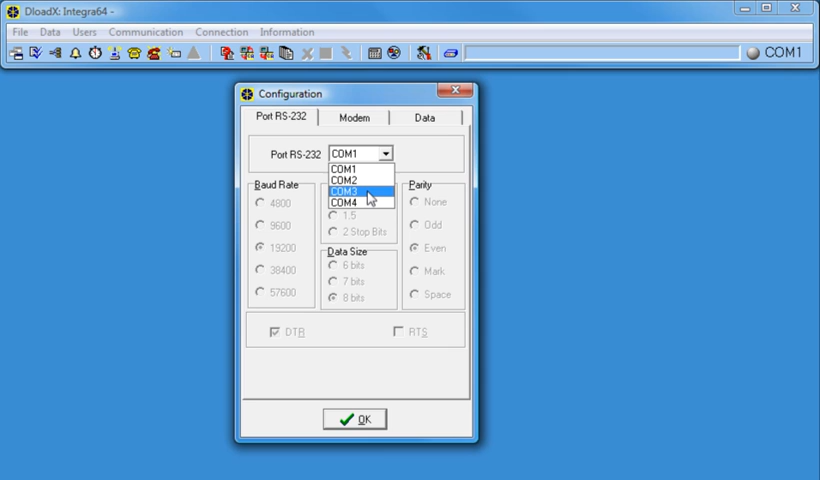 DloadX: Integra64 -
File Data Users Communication Connection Information
COM1
Configuration
Port RS-232 Modem Data
Port RS-232 COM1
COM1
COM2
COM3
COM4
Baud Rate
4800
9600
19200
38400
57600
1.5
2 Stop Bits
Data Size
6 bits
7 bits
8 bits
Parity
None
Odd
Even
Mark
Space
DTR
RTS
OK